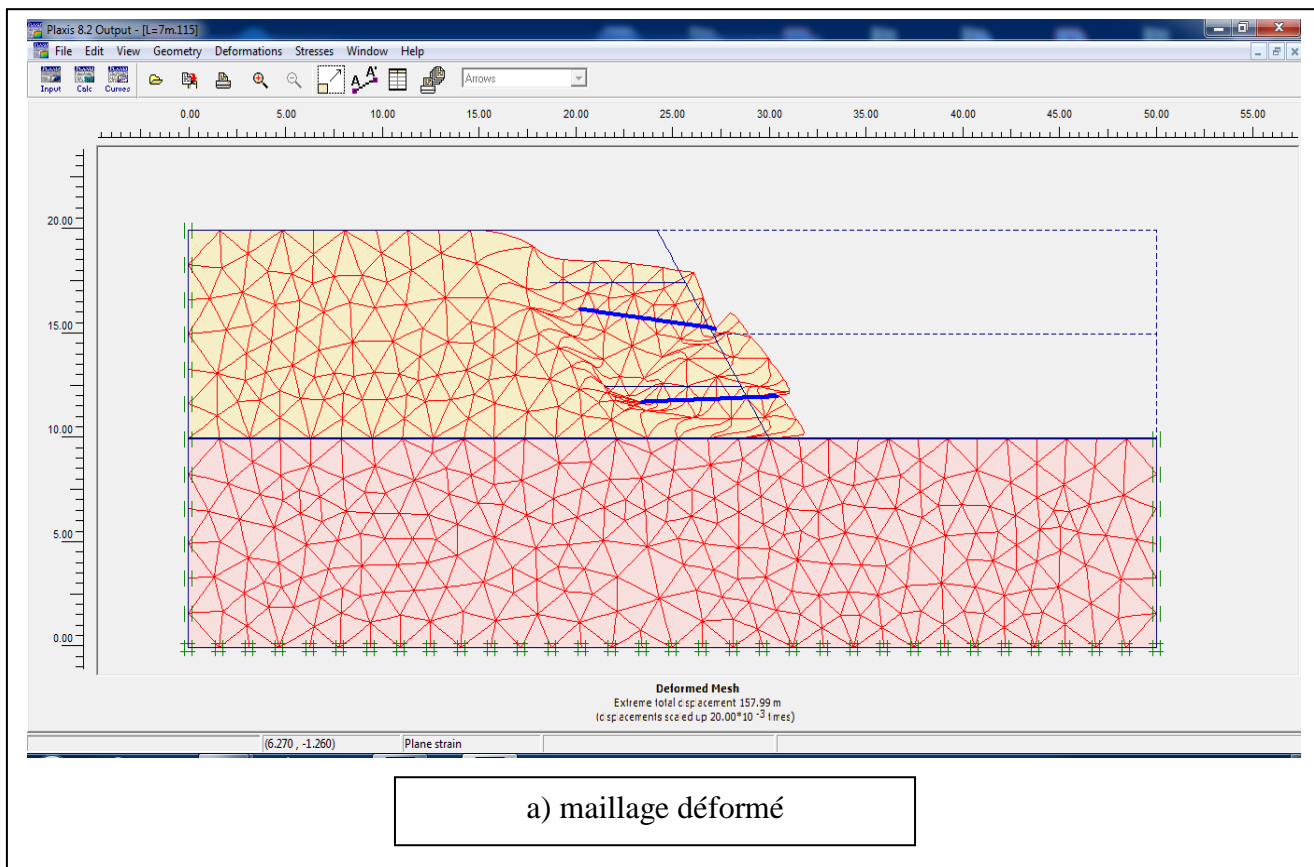 Plaxis 8.2 Output - [L=7m.115]
File Edit View Geometry Deformations Stresses Window Help
Input Calc Curves Arrows
0.00 5.00 10.00 15.00 20.00 25.00 30.00 35.00 40.00 45.00 50.00 55.00
20.00
15.00
10.00
5.00
0.00
Deformed Mesh
Extreme total displacement 157.99 m
(displacements scaled up 20.00*10 -3 times)
(6.270 , -1.260) Plane strain
a) maillage déformé